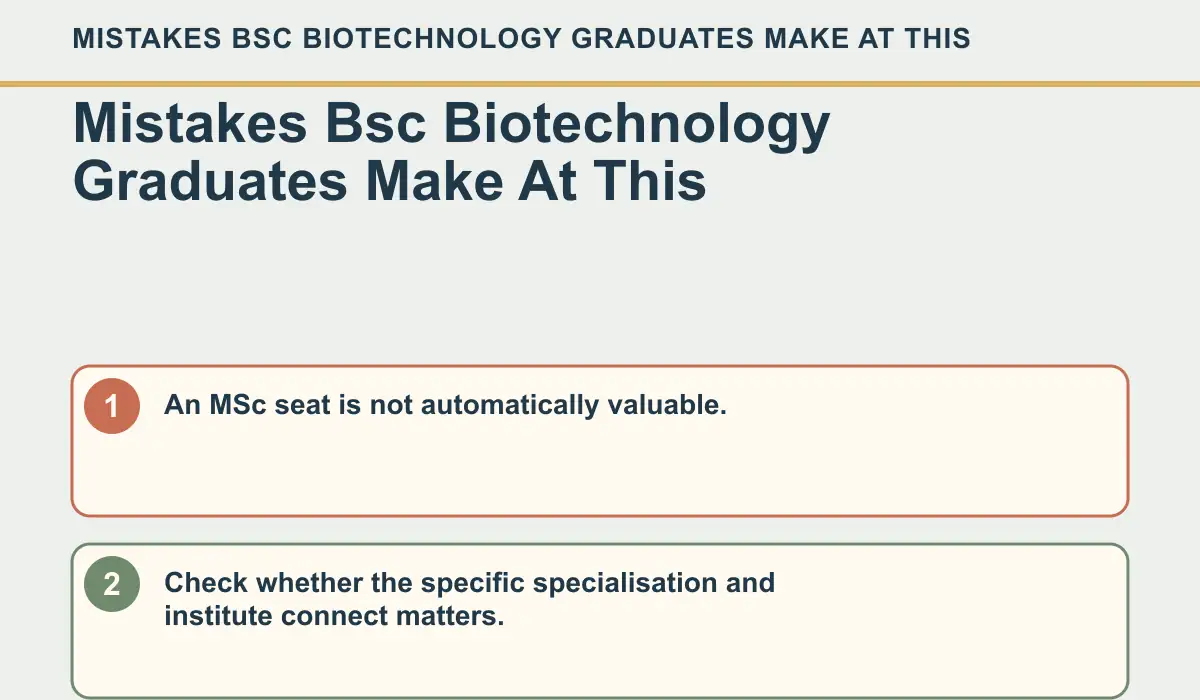 MISTAKES BSC BIOTECHNOLOGY GRADUATES MAKE AT THIS
Mistakes Bsc Biotechnology
Graduates Make At This
1
An MSc seat is not automatically valuable.
2
Check whether the specific specialisation and
institute connect matters.